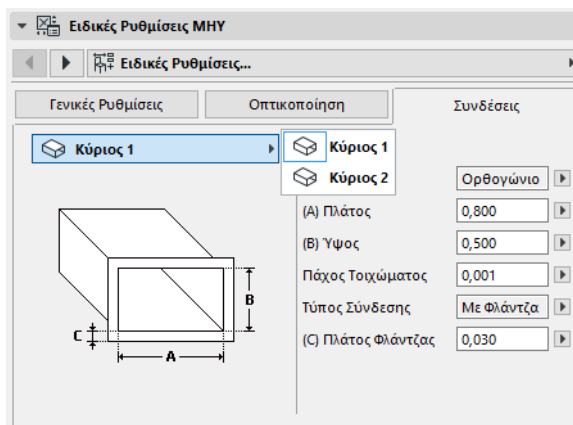 Ειδικές Ρυθμίσεις ΜΗΥ
Ειδικές Ρυθμίσεις...
Γενικές Ρυθμίσεις
Οπτικοποίηση
Συνδέσεις
Κύριος 1
Κύριος 1
Κύριος 2
Ορθογώνιο
(A) Πλάτος 0,800
(B) Ύψος 0,500
Πάχος Τοιχώματος 0,001
Τύπος Σύνδεσης Με Φλάντζα
(C) Πλάτος Φλάντζας 0,030
B
C
A